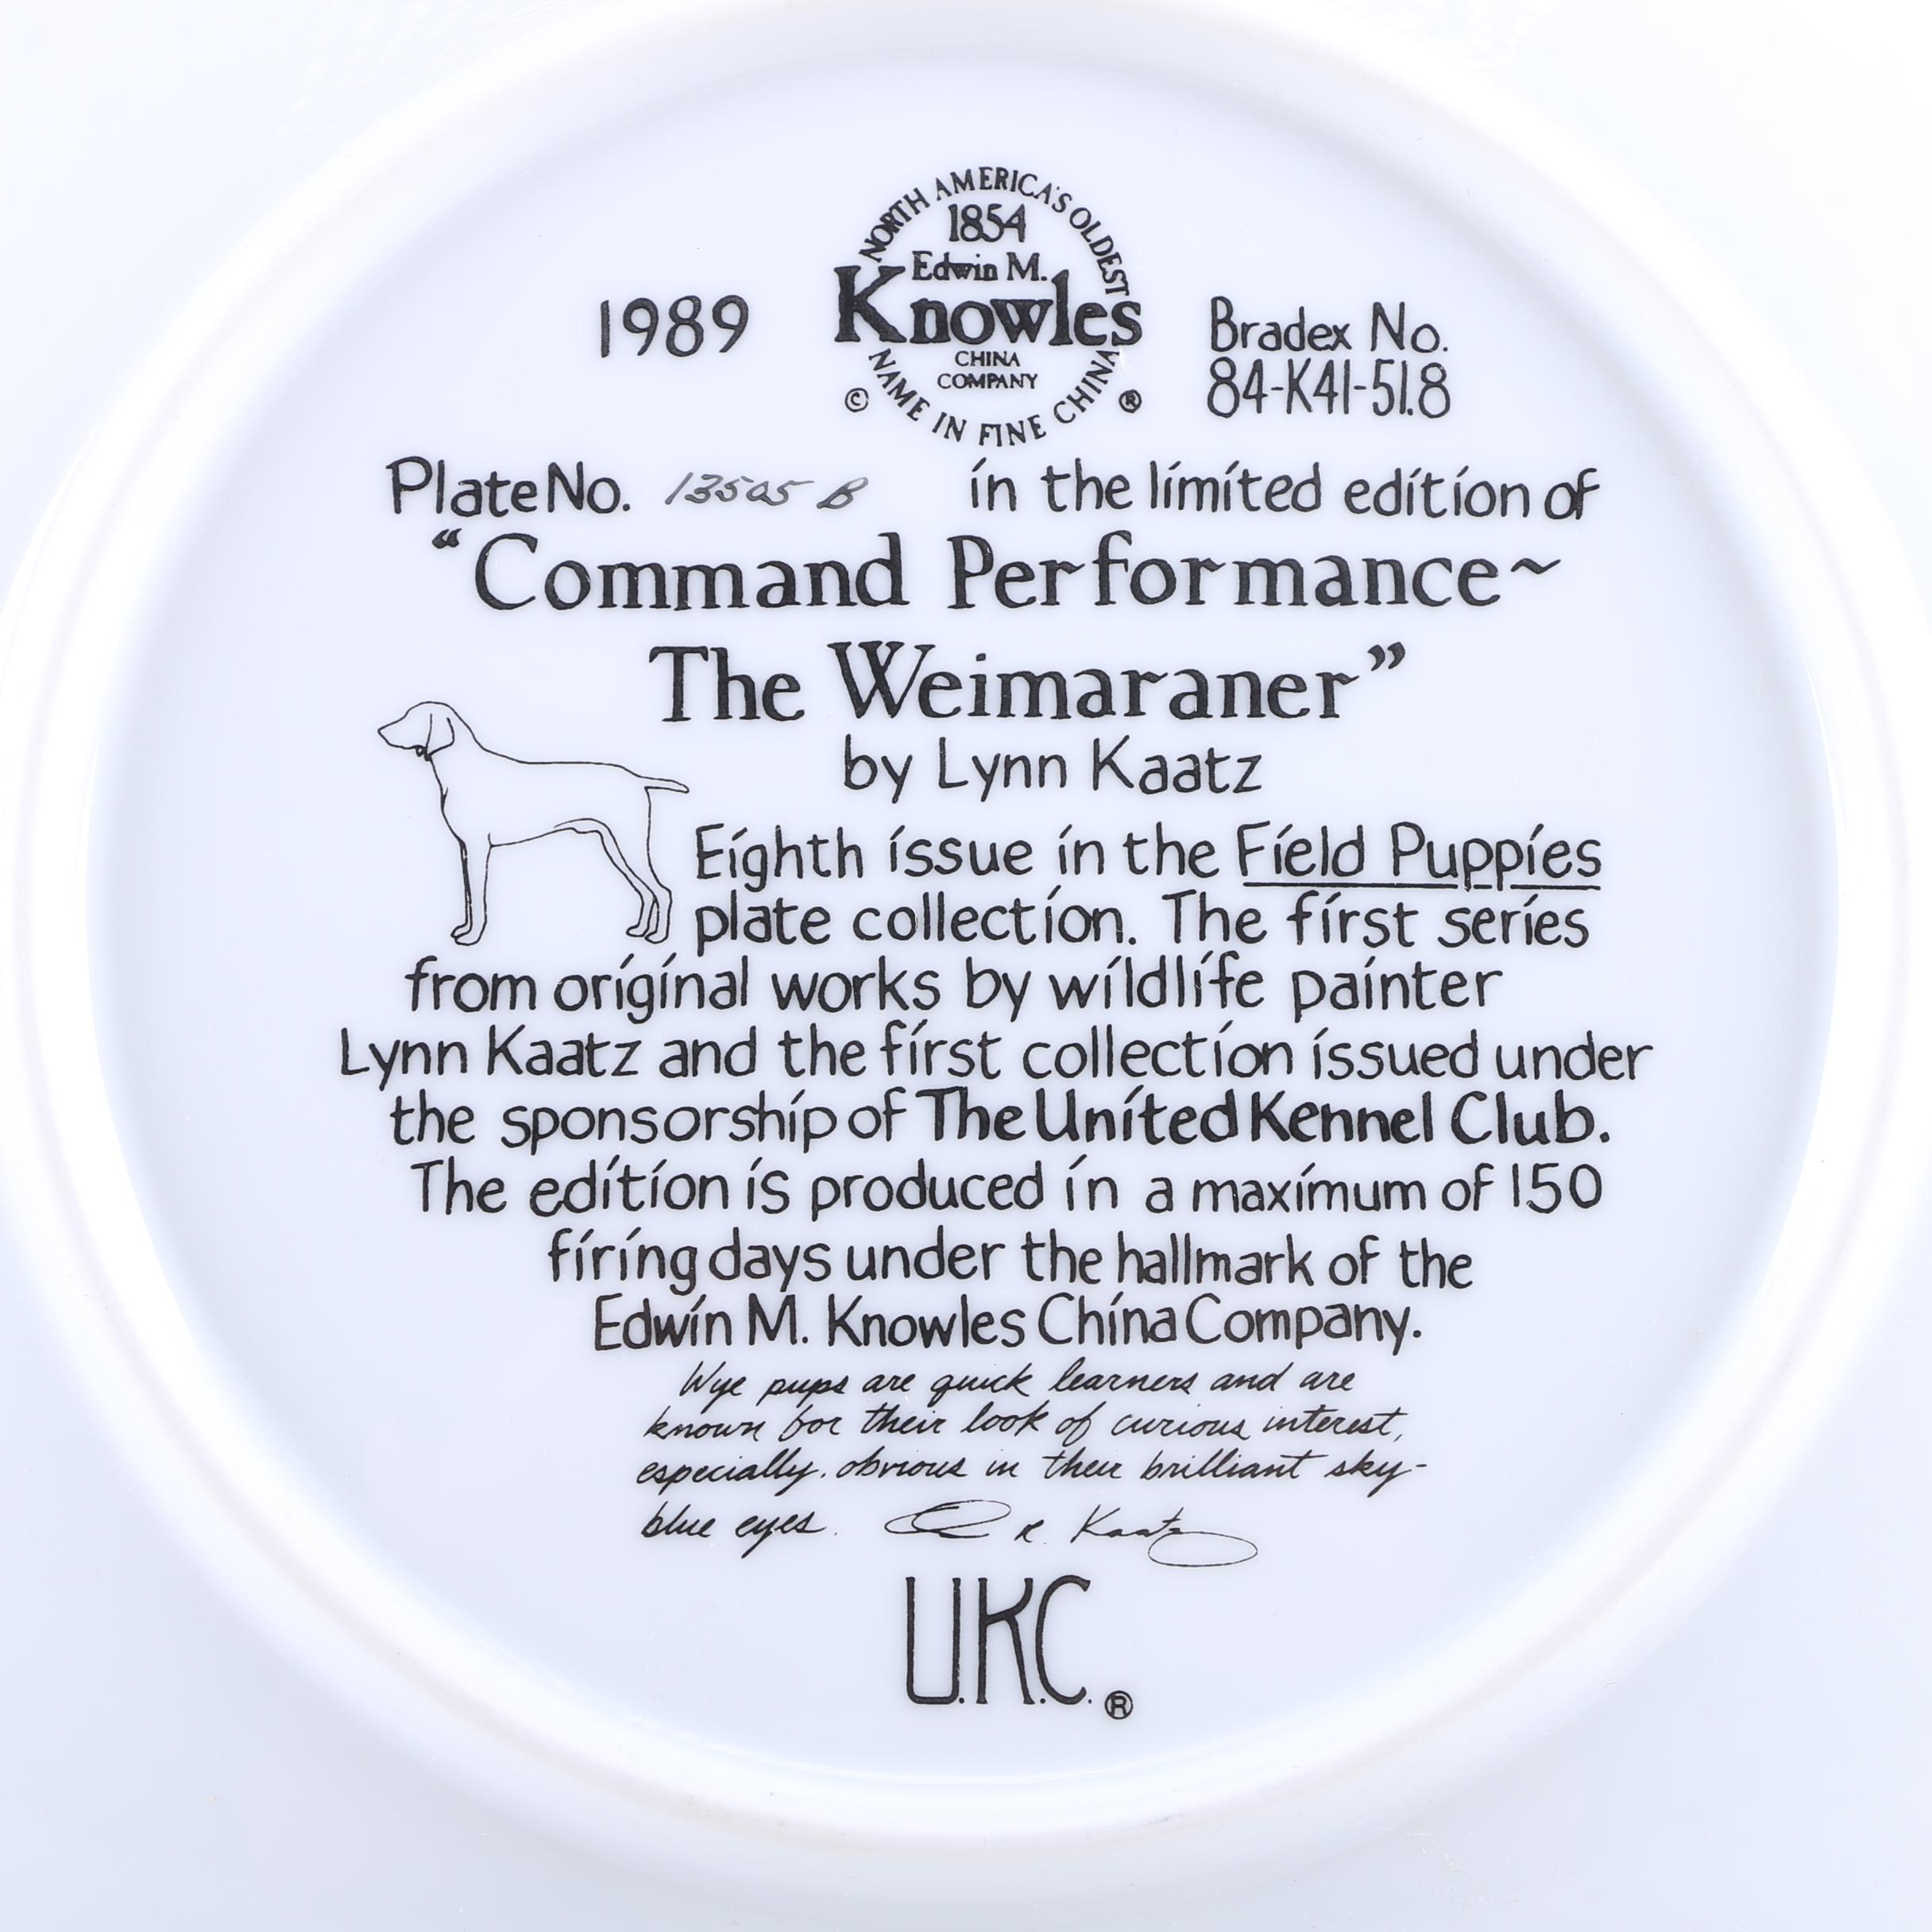 NORTH AMERICA'S OLDEST
1854
Edwin M.
Knowles
CHINA
COMPANY
NAME IN FINE CHINA
© ®
1989
Bradex No.
84-K41-51.8
Plate No. 13505 B in the limited edition of
“Command Performance~
The Weimaraner”
by Lynn Kaatz
Eighth issue in the Field Puppies
plate collection. The first series
from original works by wildlife painter
Lynn Kaatz and the first collection issued under
the sponsorship of The United Kennel Club.
The edition is produced in a maximum of 150
firing days under the hallmark of the
Edwin M. Knowles China Company.
Wye pups are quick learners and are
known for their look of curious interest,
especially obvious in their brilliant sky-
blue eyes. R. Kaatz
U.K.C.®